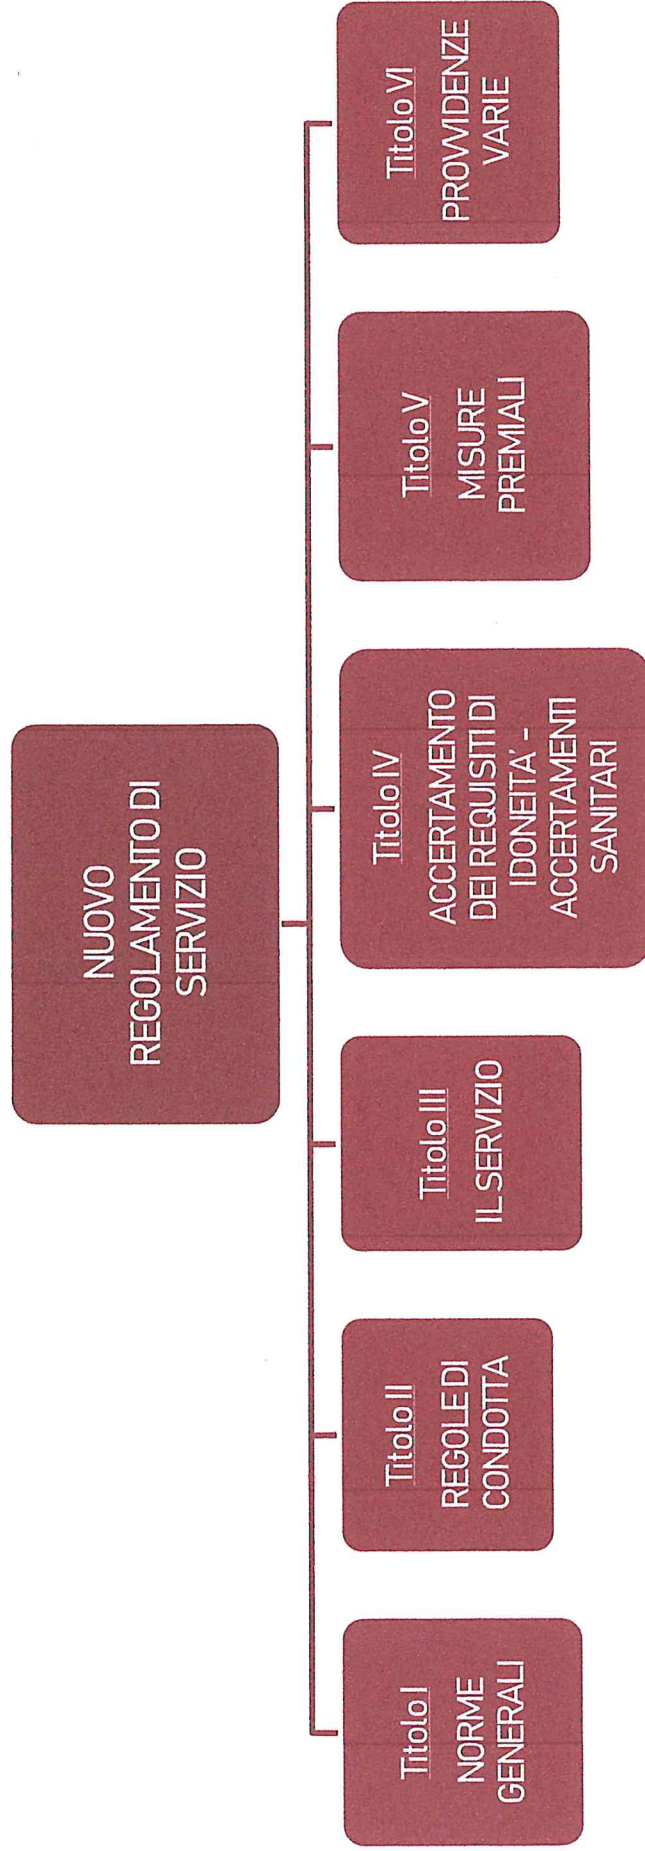 NUOVO
REGOLAMENTO DI
SERVIZIO
Titolo I
NORME
GENERALI
Titolo II
REGOLE DI
CONDOTTA
Titolo III
IL SERVIZIO
Titolo IV
ACCERTAMENTO
DEI REQUISITI DI
IDONEITA' -
ACCERTAMENTI
SANITARI
Titolo V
MISURE
PREMIALI
Titolo VI
PROVVIDENZE
VARIE